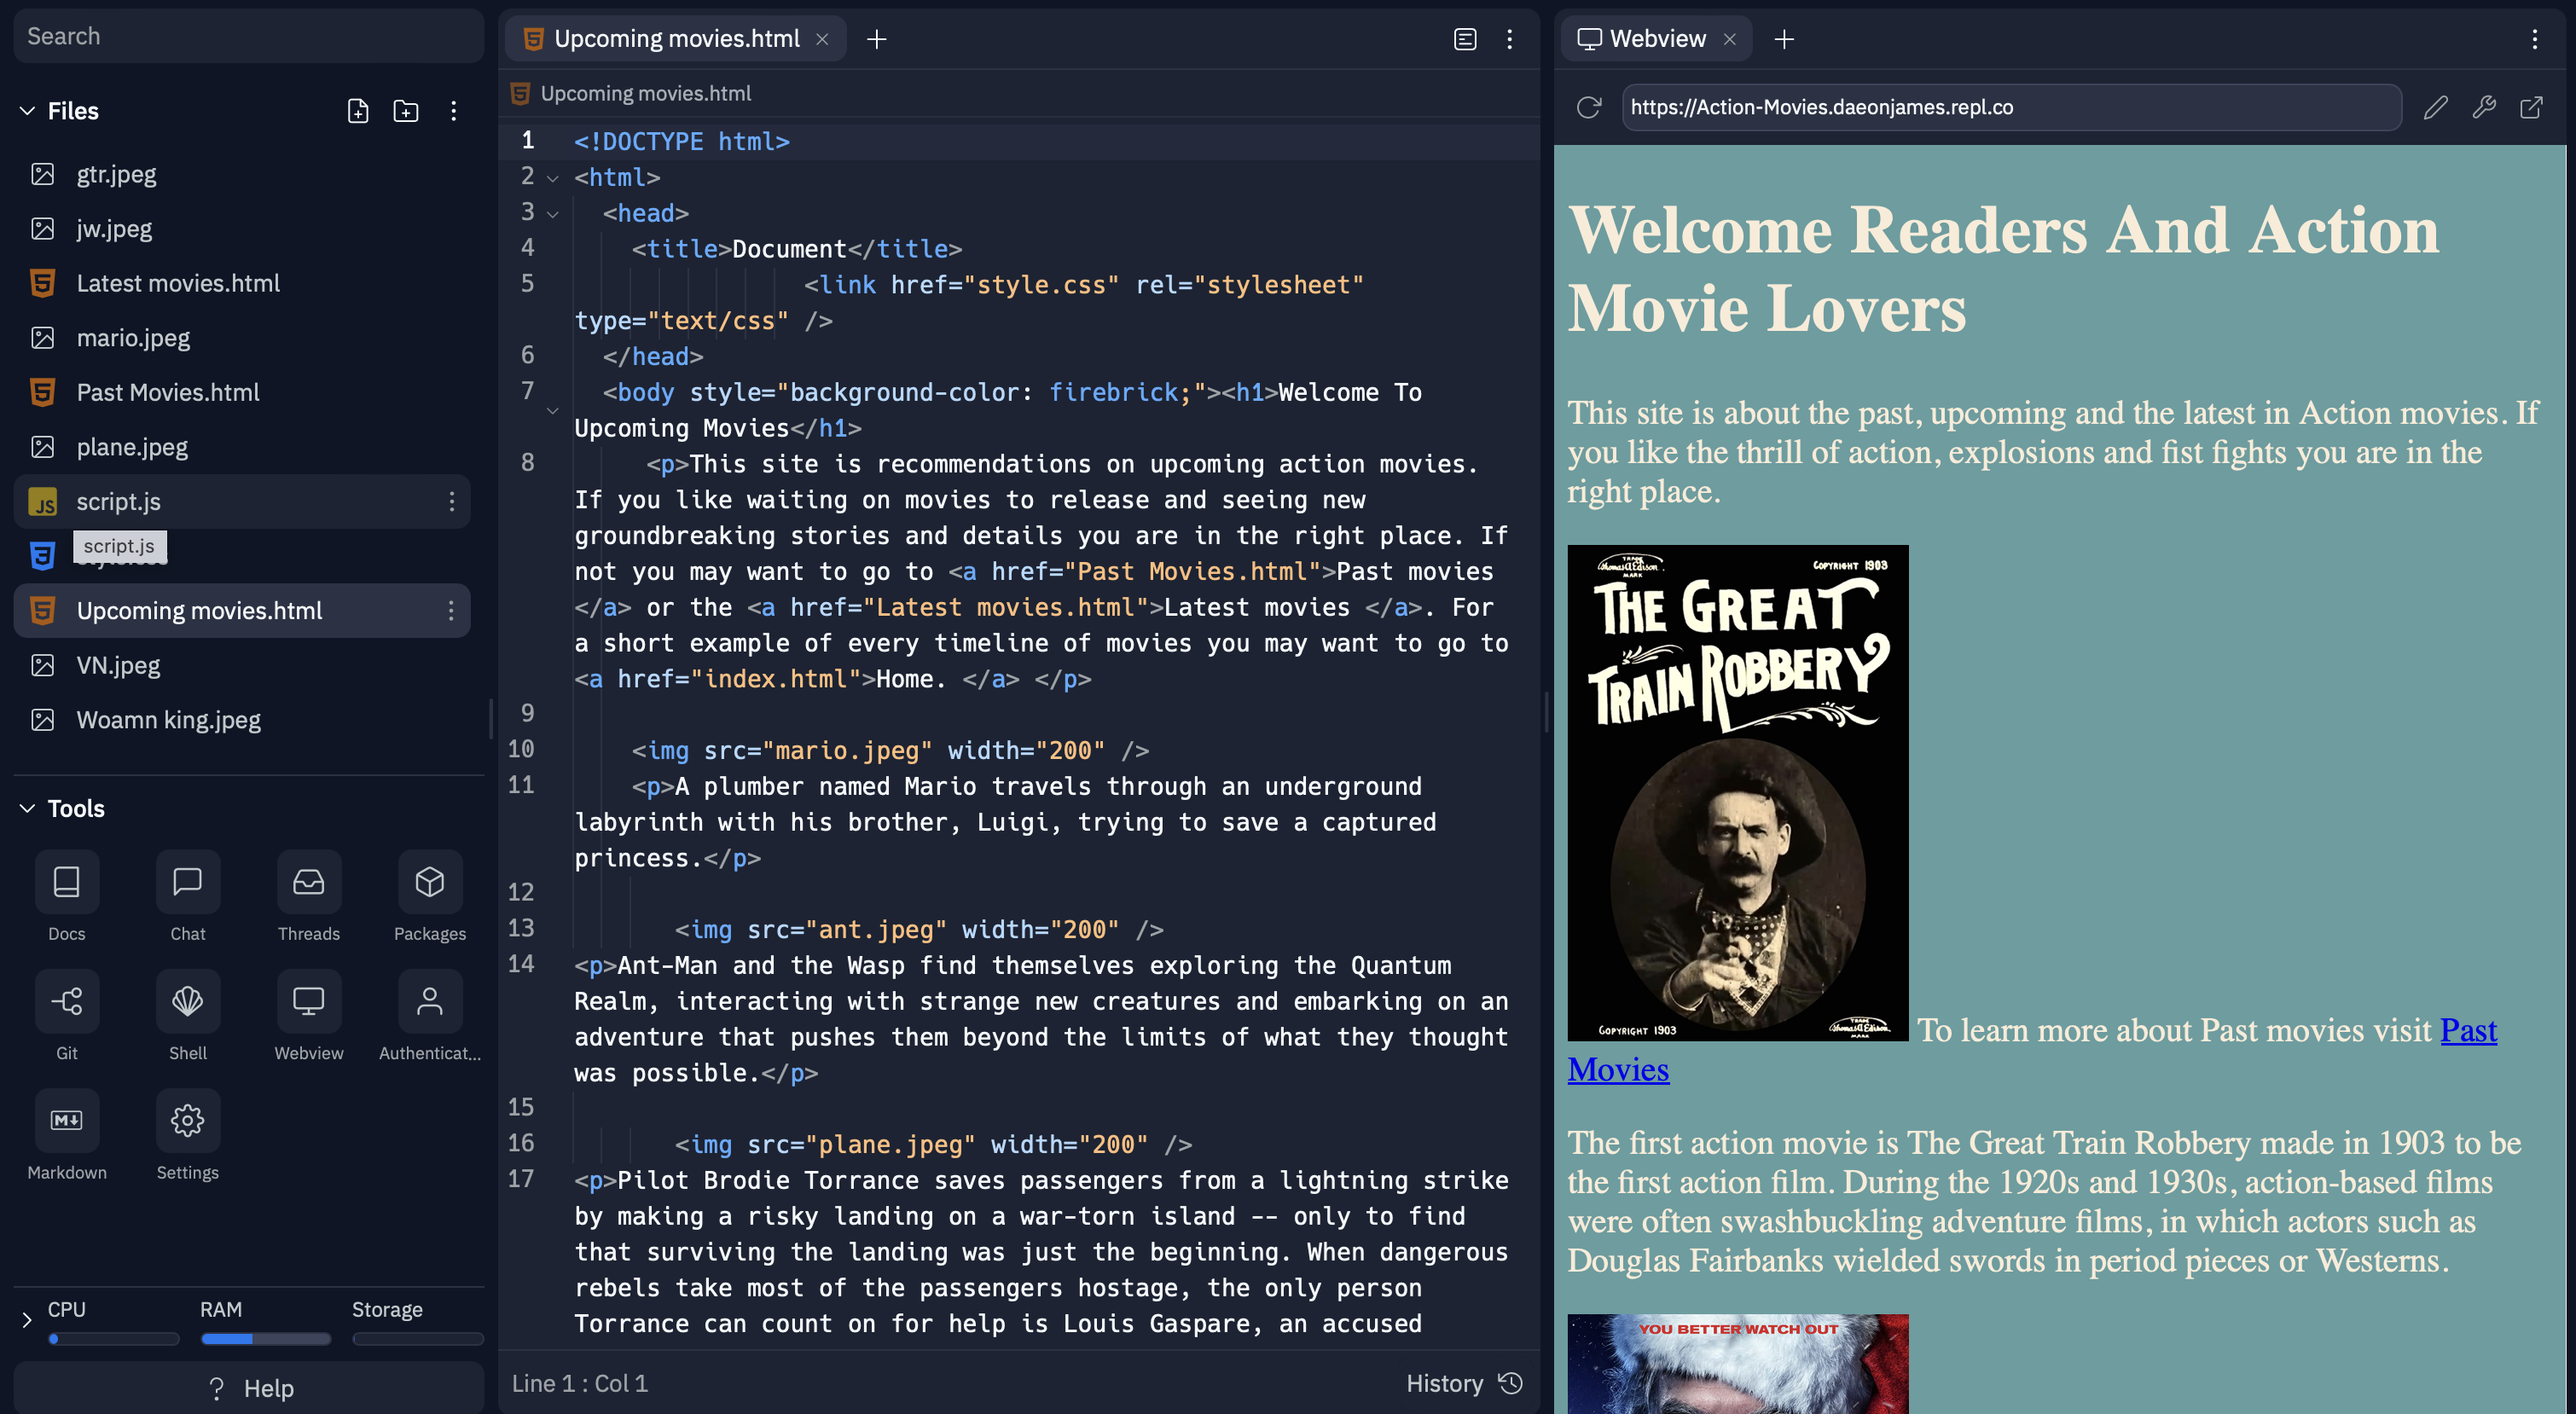 Search
Files
gtr.jpeg
jw.jpeg
Latest movies.html
mario.jpeg
Past Movies.html
plane.jpeg
JS script.js
script.js
Upcoming movies.html
VN.jpeg
Woamn king.jpeg
Tools
Docs Chat Threads Packages
Git Shell Webview Authenticat...
Markdown Settings
CPU RAM Storage
? Help
Upcoming movies.html
Upcoming movies.html
1 <!DOCTYPE html>
2 <html>
3 <head>
4 <title>Document</title>
5 <link href="style.css" rel="stylesheet"
type="text/css" />
6 </head>
7 <body style="background-color: firebrick;"><h1>Welcome To
Upcoming Movies</h1>
8 <p>This site is recommendations on upcoming action movies.
If you like waiting on movies to release and seeing new
groundbreaking stories and details you are in the right place. If
not you may want to go to <a href="Past Movies.html">Past movies
</a> or the <a href="Latest movies.html">Latest movies </a>. For
a short example of every timeline of movies you may want to go to
<a href="index.html">Home. </a> </p>
9
10 <img src="mario.jpeg" width="200" />
11 <p>A plumber named Mario travels through an underground
labyrinth with his brother, Luigi, trying to save a captured
princess.</p>
12
13 <img src="ant.jpeg" width="200" />
14 <p>Ant-Man and the Wasp find themselves exploring the Quantum
Realm, interacting with strange new creatures and embarking on an
adventure that pushes them beyond the limits of what they thought
was possible.</p>
15
16 <img src="plane.jpeg" width="200" />
17 <p>Pilot Brodie Torrance saves passengers from a lightning strike
by making a risky landing on a war-torn island -- only to find
that surviving the landing was just the beginning. When dangerous
rebels take most of the passengers hostage, the only person
Torrance can count on for help is Louis Gaspare, an accused
Line 1 : Col 1
History
Webview
https://Action-Movies.daeonjames.repl.co
Welcome Readers And Action
Movie Lovers
This site is about the past, upcoming and the latest in Action movies. If
you like the thrill of action, explosions and fist fights you are in the
right place.
TRADE
Thomas A Edison
MARK
COPYRIGHT 1903
THE GREAT
TRAIN ROBBERY
COPYRIGHT 1903
TRADE
Thomas A Edison
MARK
To learn more about Past movies visit Past
Movies
The first action movie is The Great Train Robbery made in 1903 to be
the first action film. During the 1920s and 1930s, action-based films
were often swashbuckling adventure films, in which actors such as
Douglas Fairbanks wielded swords in period pieces or Westerns.
YOU BETTER WATCH OUT